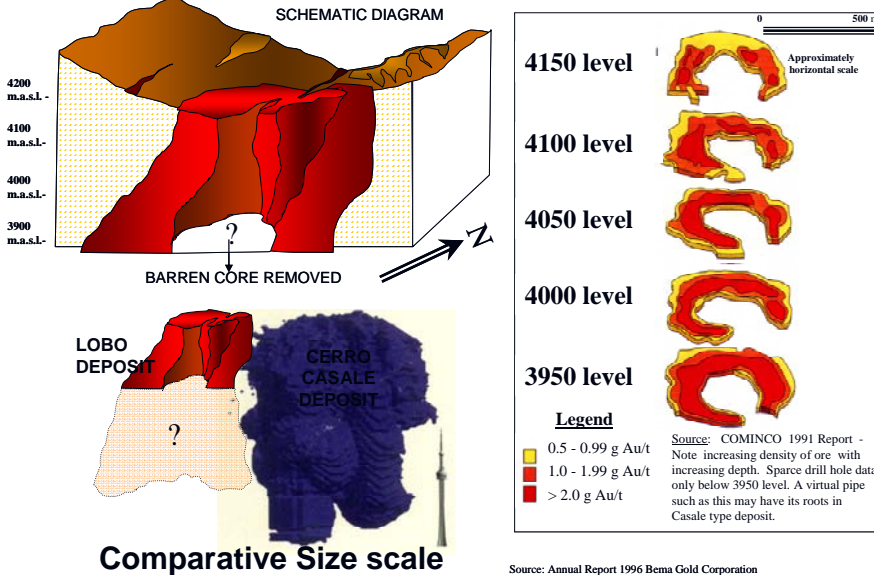 SCHEMATIC DIAGRAM
4200
m.a.s.l. -
4100
m.a.s.l.-
4000
m.a.s.l.-
3900
m.a.s.l.-
?
N
BARREN CORE REMOVED
LOBO
DEPOSIT
?
CERRO
CASALE
DEPOSIT
Comparative Size scale
0 500 m
Approximately
horizontal scale
4150 level
4100 level
4050 level
4000 level
3950 level
Legend
0.5 - 0.99 g Au/t
1.0 - 1.99 g Au/t
> 2.0 g Au/t
Source: COMINCO 1991 Report -
Note increasing density of ore with
increasing depth. Sparce drill hole data
only below 3950 level. A virtual pipe
such as this may have its roots in
Casale type deposit.
Source: Annual Report 1996 Bema Gold Corporation